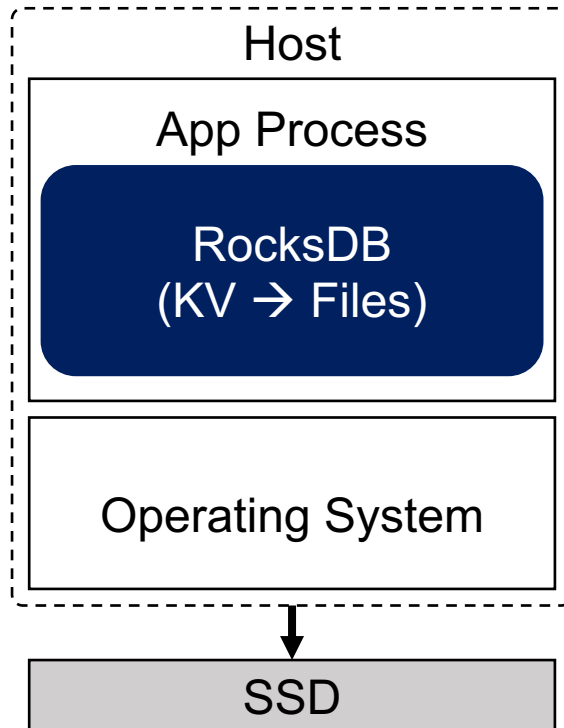 Host
App Process
RocksDB
(KV → Files)
Operating System
SSD